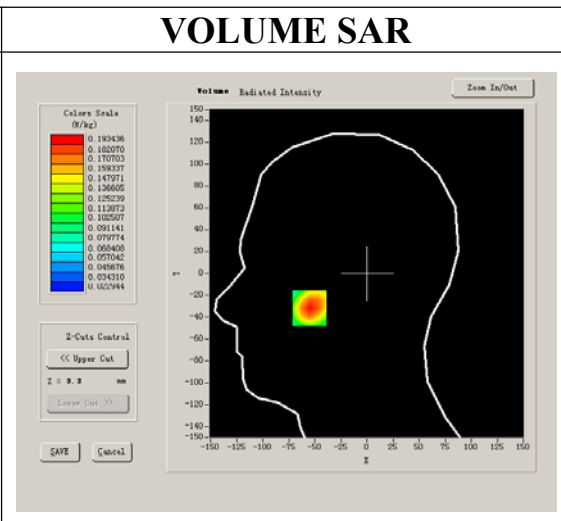 VOLUME SAR
Volume Radiated Intensity
Zoom In/Out
Colors Scale
(W/kg)
0.193436
0.182070
0.170703
0.159337
0.147971
0.136605
0.125239
0.113873
0.102507
0.091141
0.079774
0.068408
0.057042
0.045676
0.034310
0.022944
150
140
120
100
80
60
40
20
0
-20
-40
-60
-80
-100
-120
-140
-150
Y
-150 -125 -100 -75 -50 -25 0 25 50 75 100 125 150
X
Z-Cuts Control
<< Upper Cut
Z = 3.3 mm
Lower Cut >>
SAVE Cancel